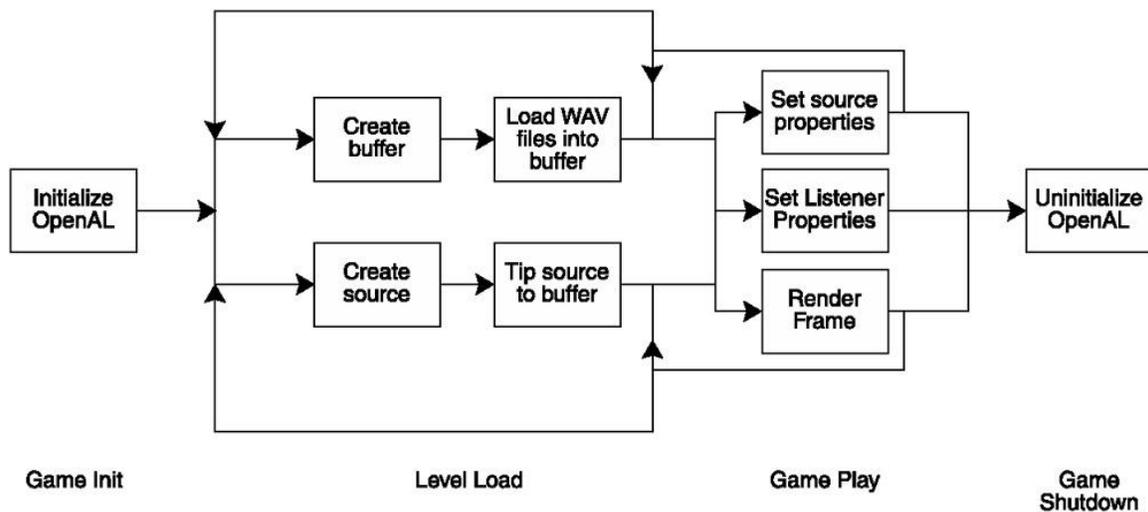 Initialize
OpenAL
Create
buffer
Load WAV
files into
buffer
Create
source
Tip source
to buffer
Set source
properties
Set Listener
Properties
Render
Frame
Uninitialize
OpenAL
Game Init
Level Load
Game Play
Game
Shutdown